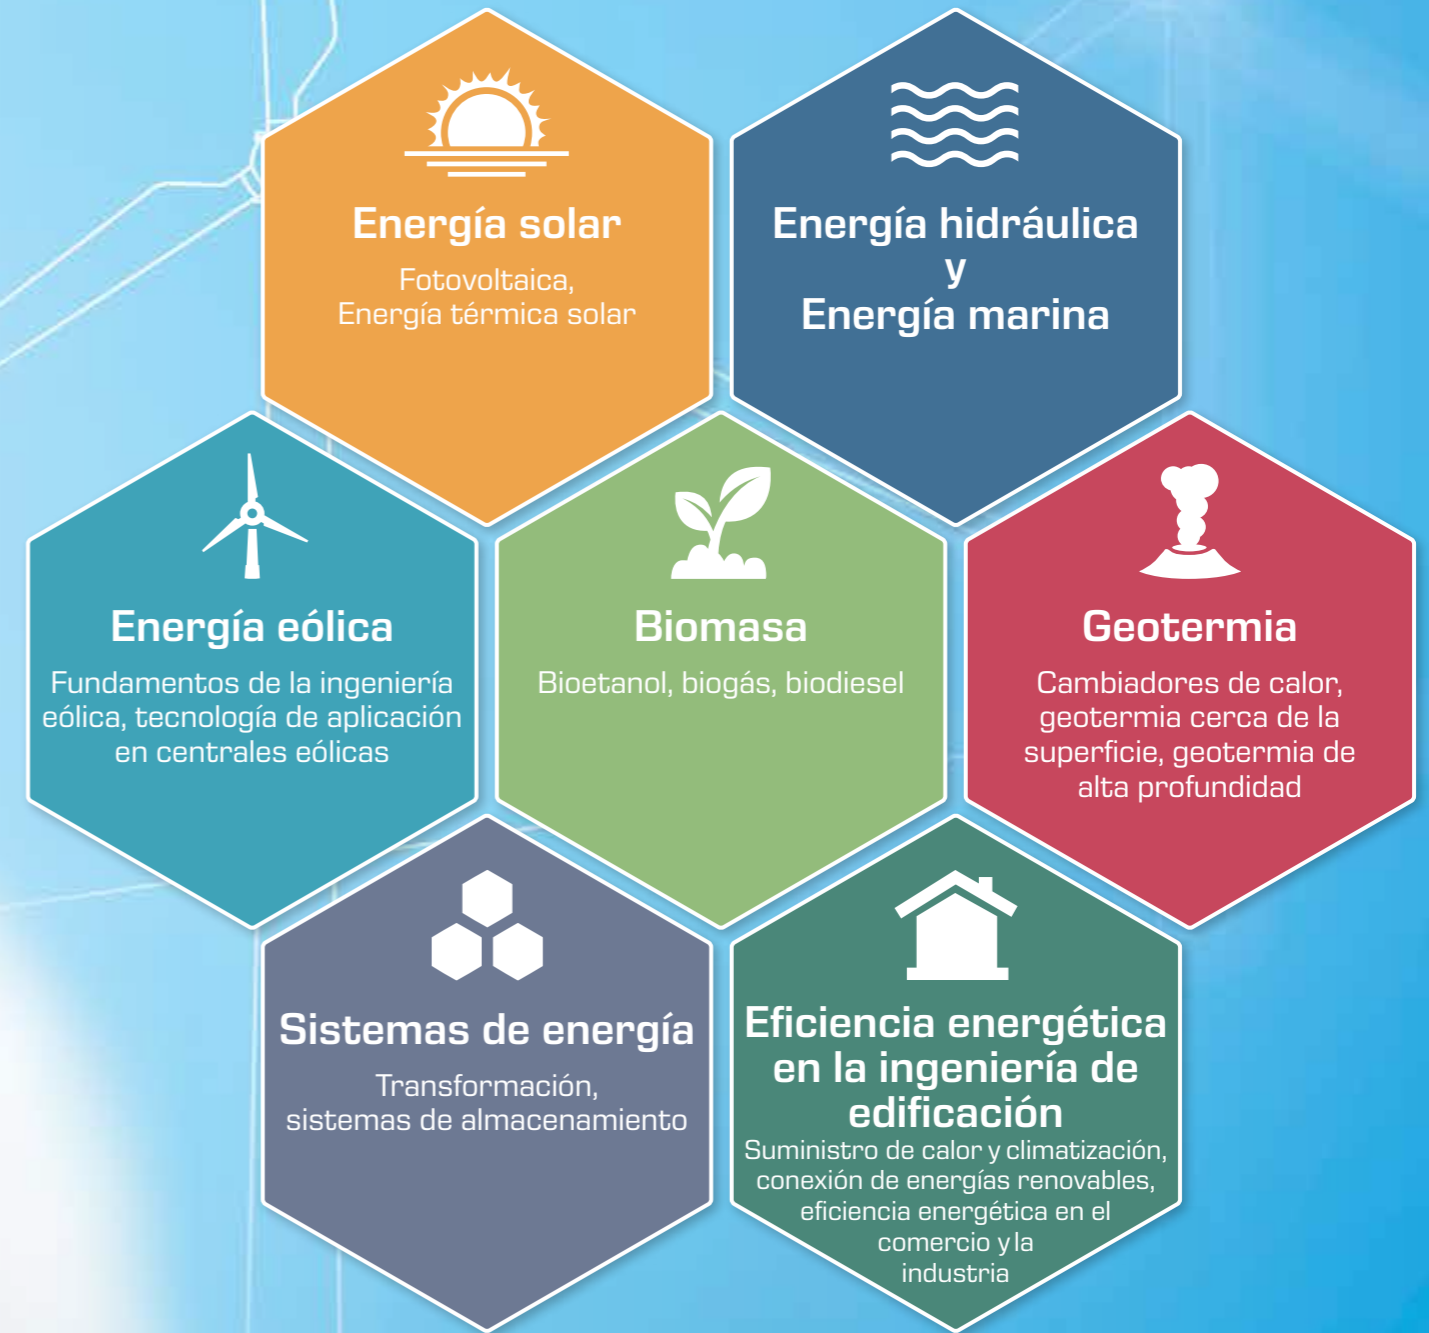 Energía solar
Fotovoltaica,
Energía térmica solar
Energía hidráulica
y
Energía marina
Energía eólica
Fundamentos de la ingeniería
eólica, tecnología de aplicación
en centrales eólicas
Biomasa
Bioetanol, biogás, biodiesel
Geotermia
Cambiadores de calor,
geotermia cerca de la
superficie, geotermia de
alta profundidad
Sistemas de energía
Transformación,
sistemas de almacenamiento
Eficiencia energética
en la ingeniería de
edificación
Suministro de calor y climatización,
conexión de energías renovables,
eficiencia energética en el
comercio y la
industria